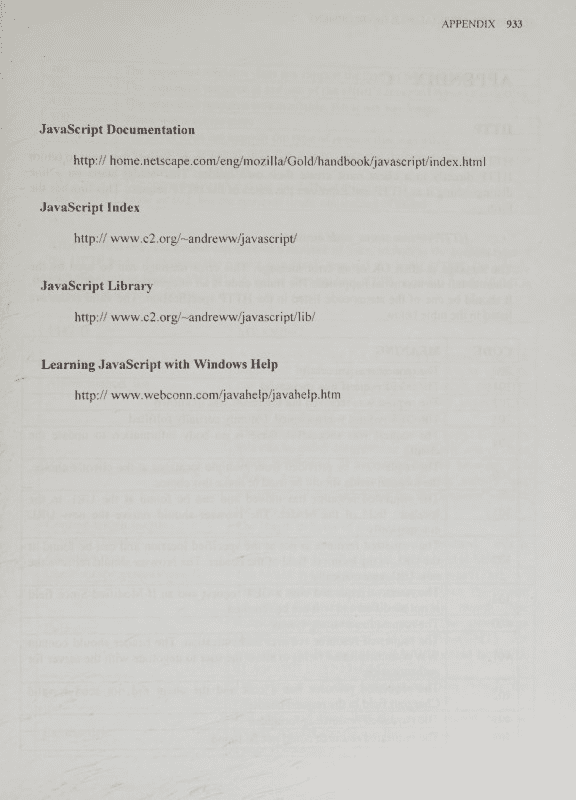 APPENDIX 933
JavaScript Documentation
http:// home.netscape.com/eng/mozilla/Gold/handbook/javascript/index.html
JavaScript Index
http:// www.c2.org/~andreww/javascript/
JavaScript Library
http:// www.c2.org/~andreww/javascript/lib/
Learning JavaScript with Windows Help
http:// www.webconn.com/javahelp/javahelp.htm